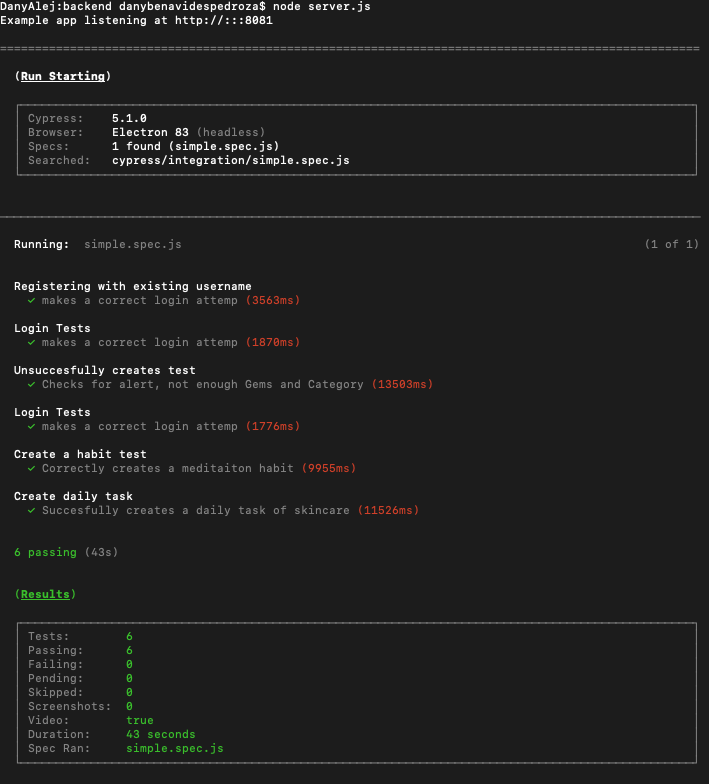 DanyAlej:backend danybenavidespedroza$ node server.js
Example app listening at http://:::8081
====================================================================================================
(Run Starting)
Cypress: 5.1.0
Browser: Electron 83 (headless)
Specs: 1 found (simple.spec.js)
Searched: cypress/integration/simple.spec.js
Running: simple.spec.js (1 of 1)
Registering with existing username
✓ makes a correct login attemp (3563ms)
Login Tests
✓ makes a correct login attemp (1870ms)
Unsuccesfully creates test
✓ Checks for alert, not enough Gems and Category (13503ms)
Login Tests
✓ makes a correct login attemp (1776ms)
Create a habit test
✓ Correctly creates a meditaiton habit (9955ms)
Create daily task
✓ Succesfully creates a daily task of skincare (11526ms)
6 passing (43s)
(Results)
Tests: 6
Passing: 6
Failing: 0
Pending: 0
Skipped: 0
Screenshots: 0
Video: true
Duration: 43 seconds
Spec Ran: simple.spec.js